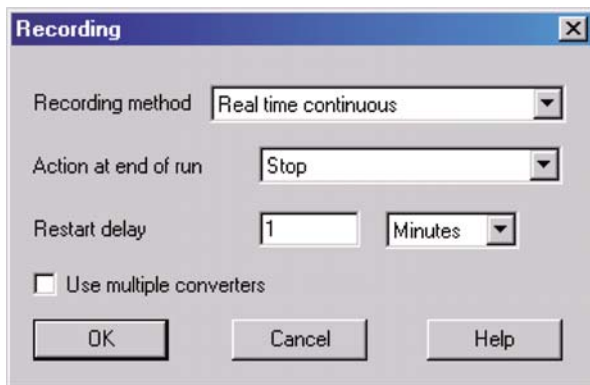 Recording
Recording method Real time continuous
Action at end of run Stop
Restart delay 1 Minutes
Use multiple converters
OK Cancel Help